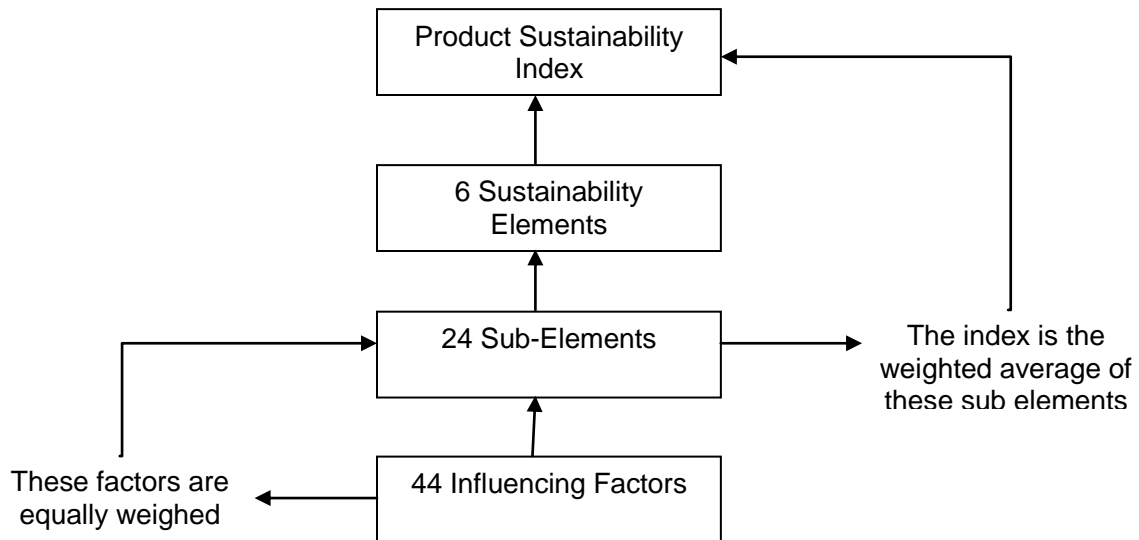 Product Sustainability
Index
6 Sustainability
Elements
24 Sub-Elements
The index is the
weighted average of
these sub elements
These factors are
equally weighed
44 Influencing Factors